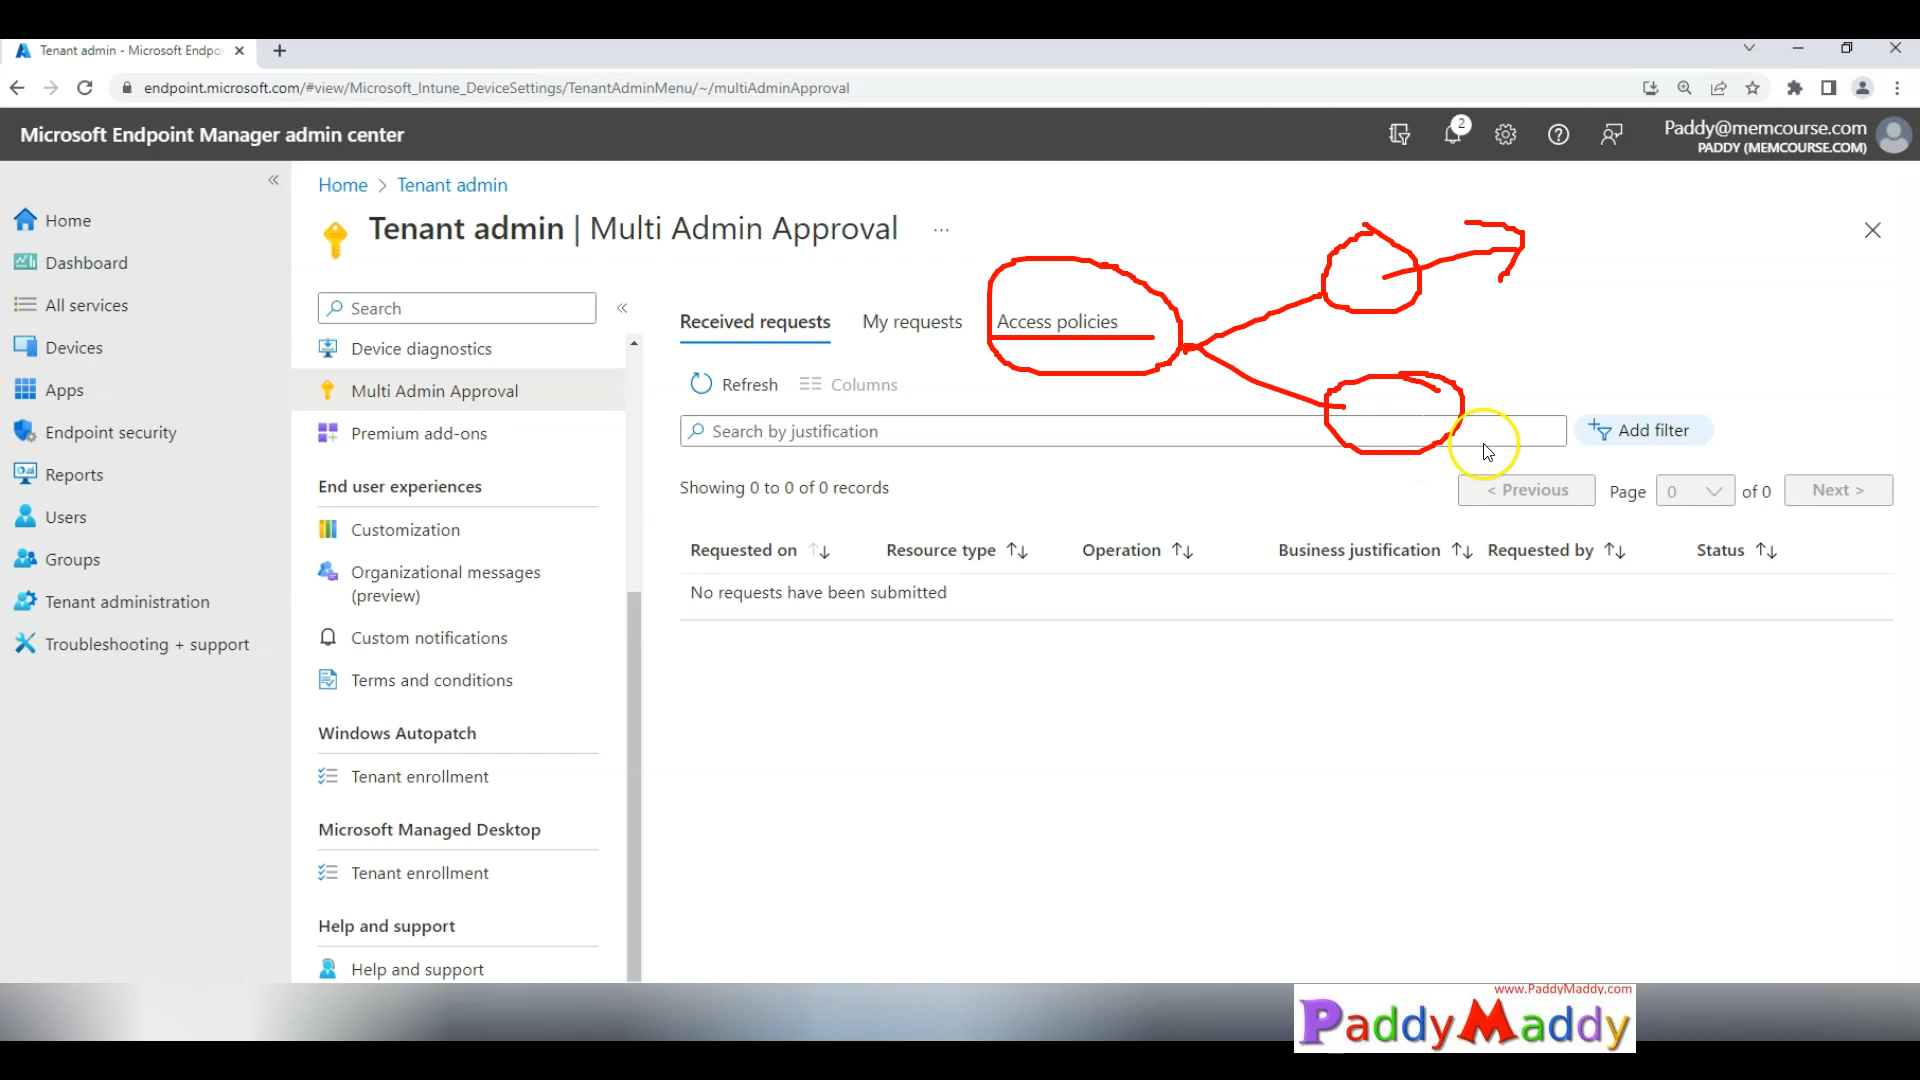 Tenant admin - Microsoft Endpo
endpoint.microsoft.com/#view/Microsoft_Intune_DeviceSettings/TenantAdminMenu/~/multiAdminApproval
Microsoft Endpoint Manager admin center
2
Paddy@memcourse.com
PADDY (MEMCOURSE.COM)
Home > Tenant admin
Tenant admin | Multi Admin Approval ...
Home
Dashboard
All services
Devices
Apps
Endpoint security
Reports
Users
Groups
Tenant administration
Troubleshooting + support
Search
Device diagnostics
Multi Admin Approval
Premium add-ons
End user experiences
Customization
Organizational messages
(preview)
Custom notifications
Terms and conditions
Windows Autopatch
Tenant enrollment
Microsoft Managed Desktop
Tenant enrollment
Help and support
Help and support
Received requests My requests Access policies
Refresh Columns
Search by justification
Add filter
Showing 0 to 0 of 0 records
< Previous Page 0 of 0 Next >
Requested on Resource type Operation Business justification Requested by Status
No requests have been submitted
www.PaddyMaddy.com
PaddyMaddy